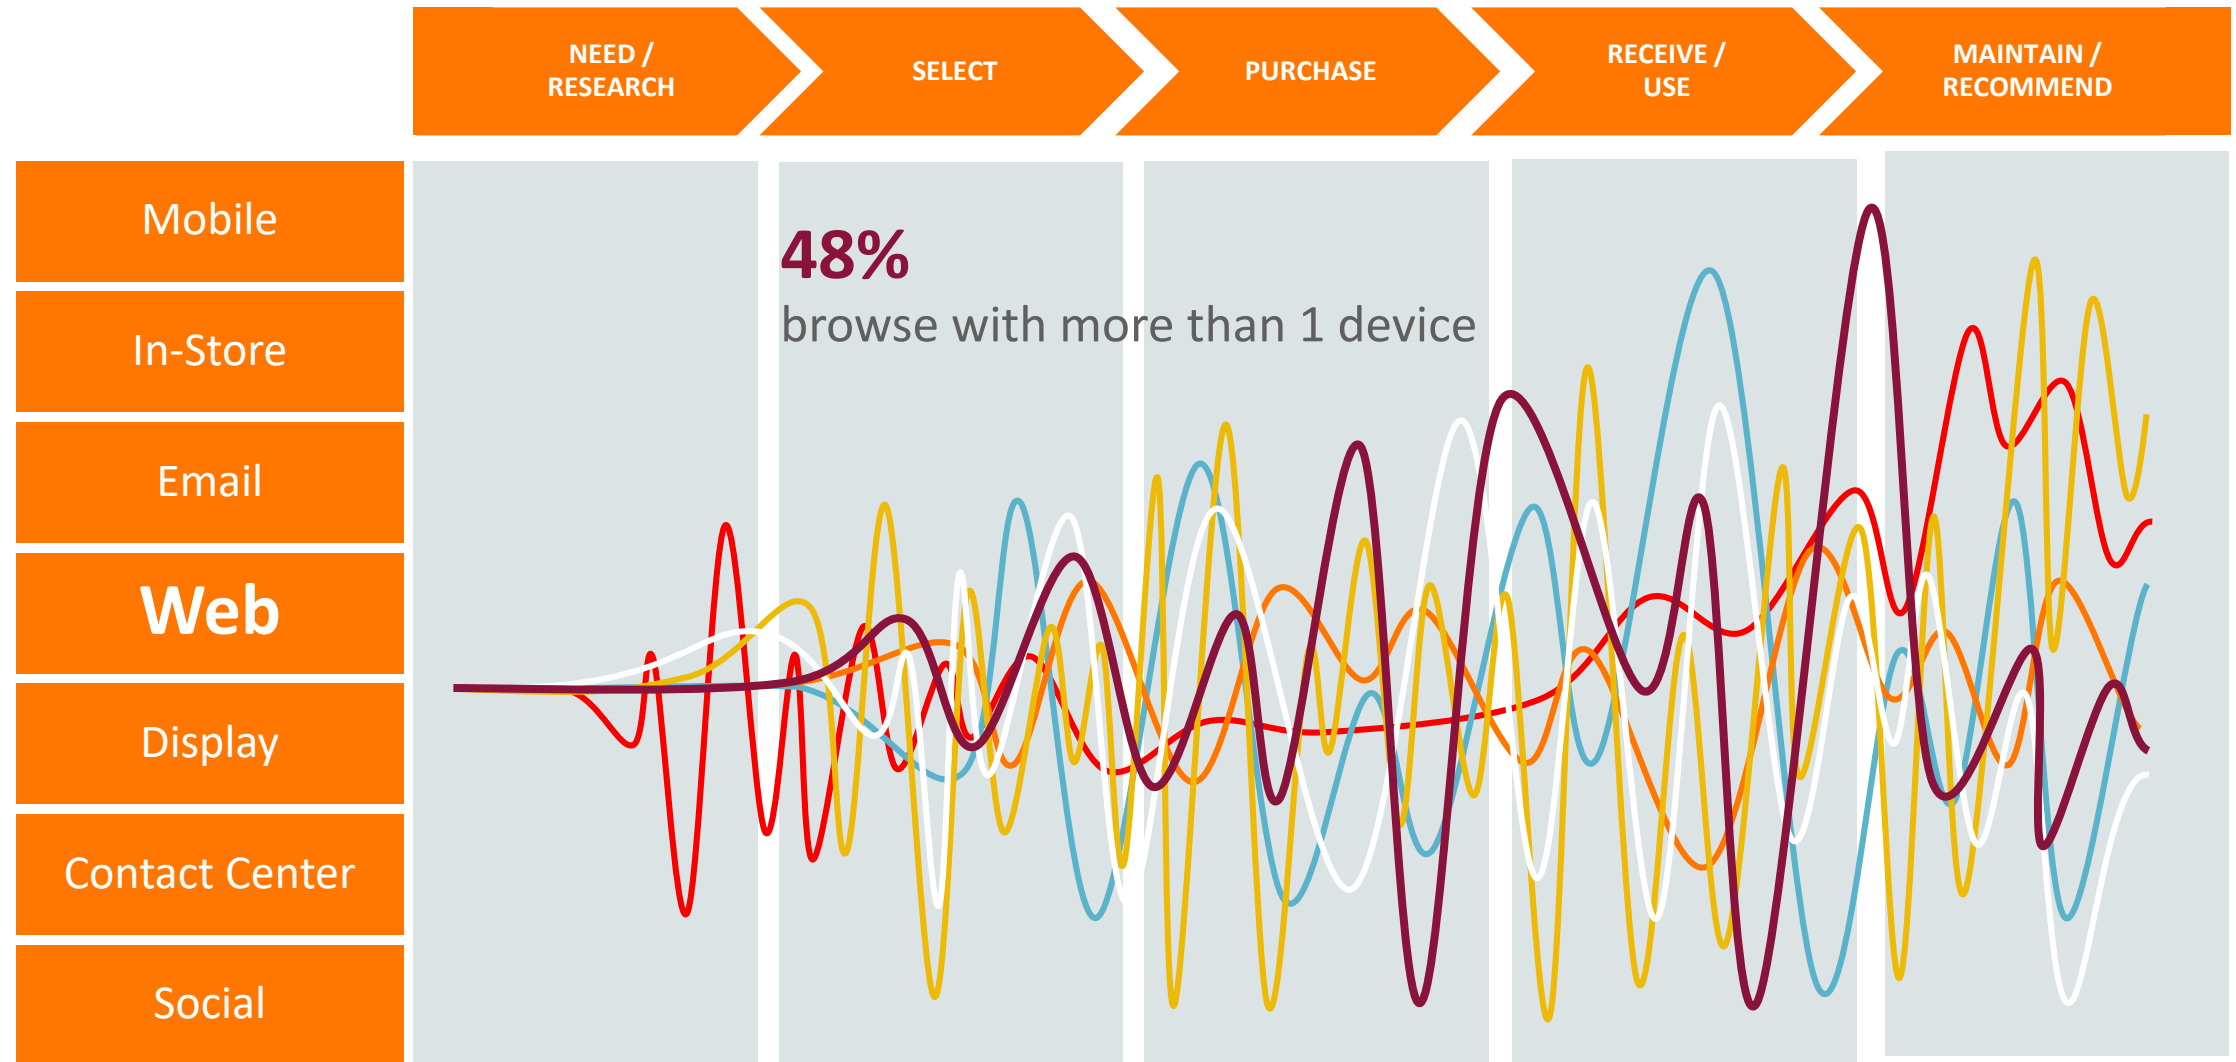 NEED /
RESEARCH
SELECT
PURCHASE
RECEIVE /
USE
MAINTAIN /
RECOMMEND
Mobile
In-Store
Email
Web
Display
Contact Center
Social
48%
browse with more than 1 device